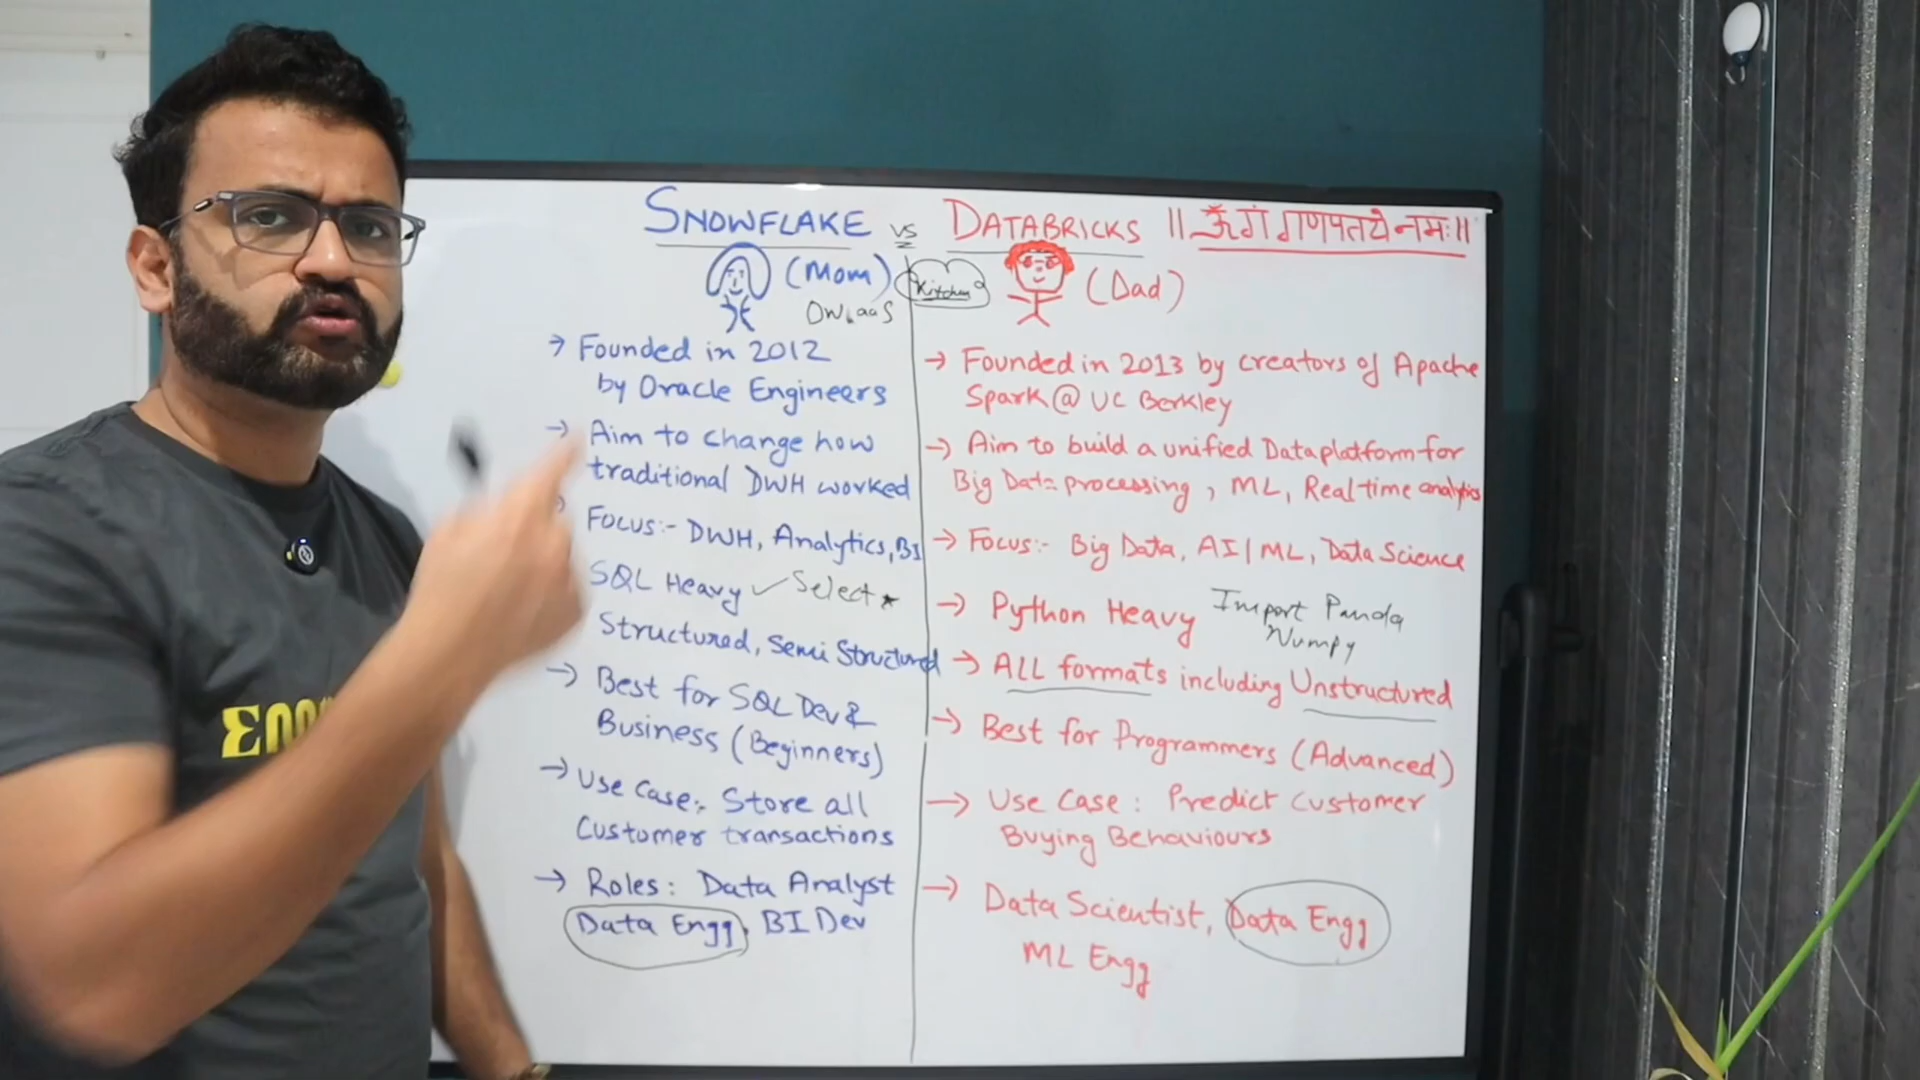 SNOWFLAKE vs DATABRICKS ॥ ॐ गं गणपतये नमः ॥
(Mom) Kitchen (Dad)
DWaaS
→ Founded in 2012
by Oracle Engineers
→ Aim to change how
traditional DWH worked
Focus:- DWH, Analytics, BI
SQL Heavy ✓ Select *
Structured, Semi Structured
→ Best for SQL Dev &
Business (Beginners)
→ Use Case:- Store all
Customer transactions
→ Roles: Data Analyst
Data Engg, BI Dev
→ Founded in 2013 by creators of Apache
Spark @ UC Berkley
→ Aim to build a unified Data platform for
Big Data processing, ML, Real time analytics
→ Focus:- Big Data, AI/ML, Data Science
→ Python Heavy Import Panda
Numpy
→ ALL formats including Unstructured
→ Best for Programmers (Advanced)
→ Use Case: Predict Customer
Buying Behaviours
→ Data Scientist, Data Engg
ML Engg